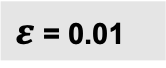 𝜺 = 0.01